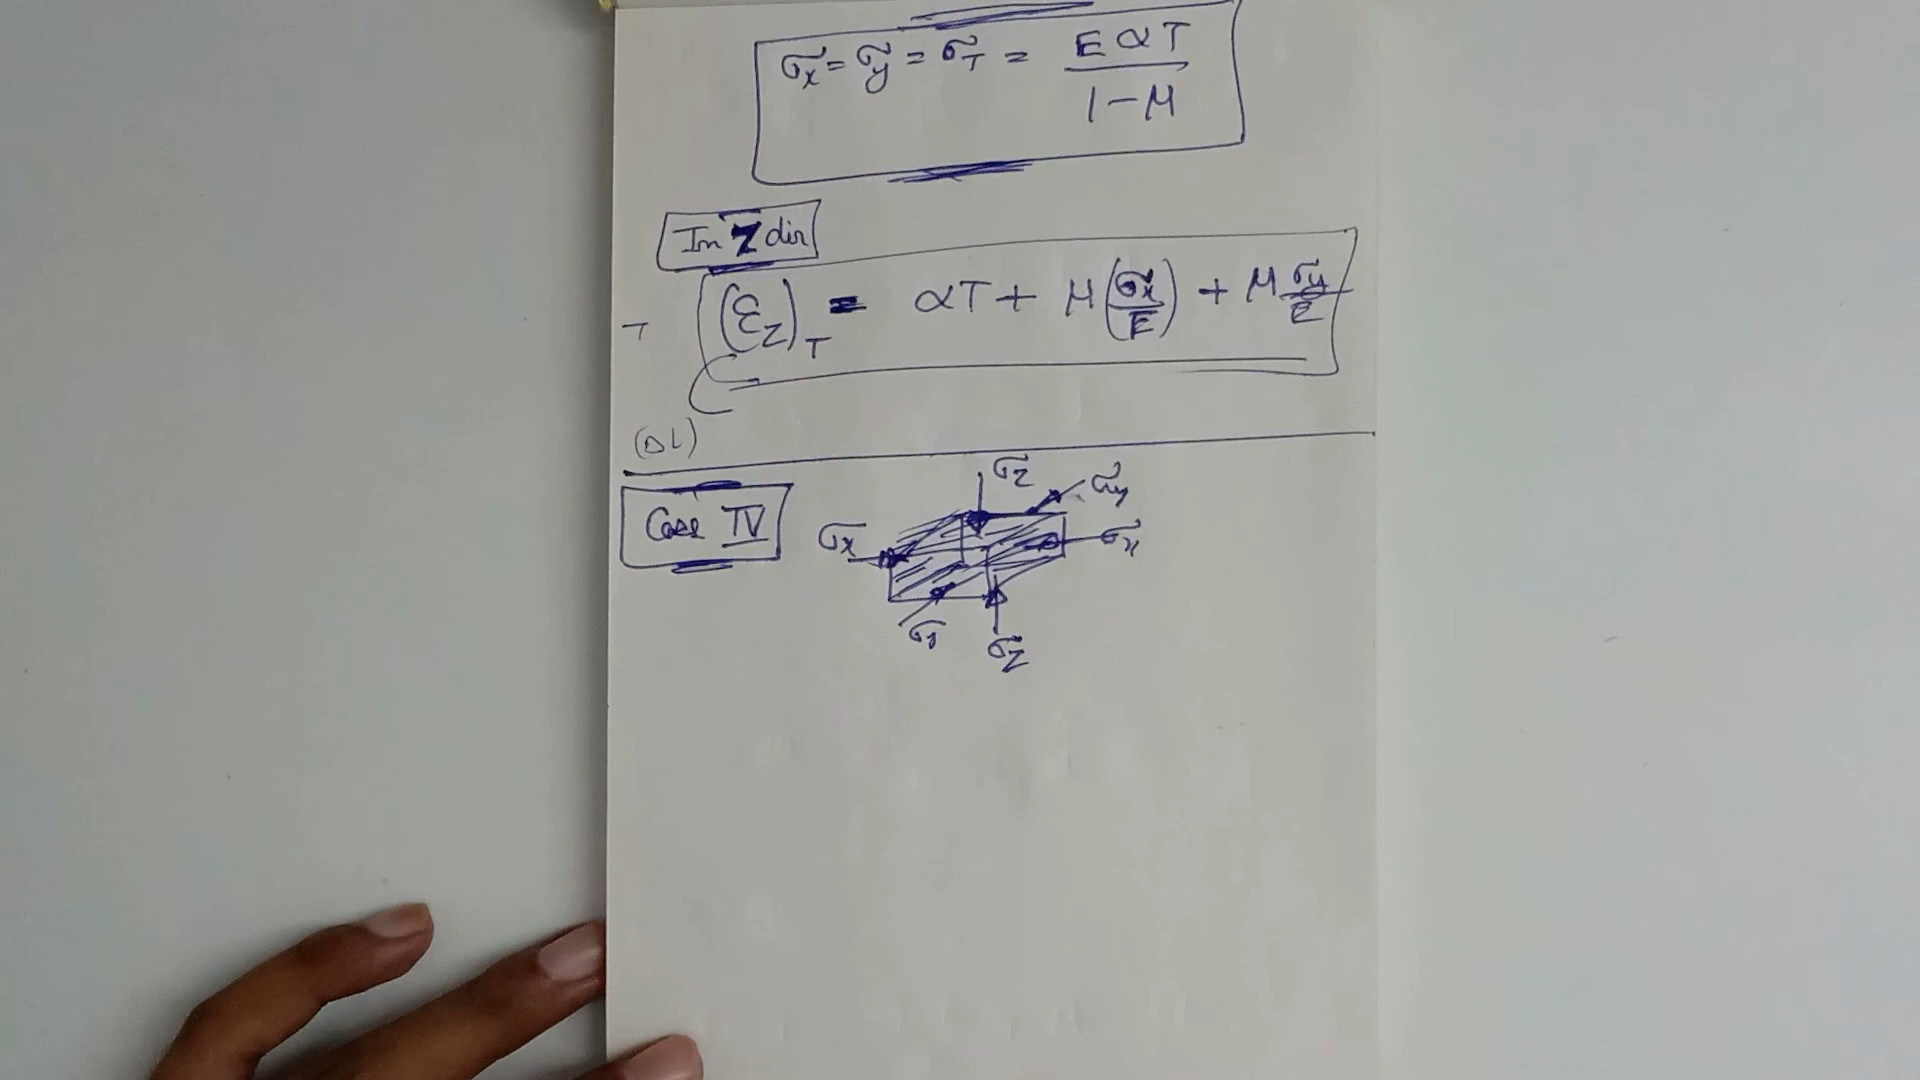 σx = σy = σT = EαT / 1-μ
In Z dir
(εz)T = αT + μ(σx/E) + μ σy/E
(ΔL)
Case IV
σz
σy
σx
σx
σy
σz